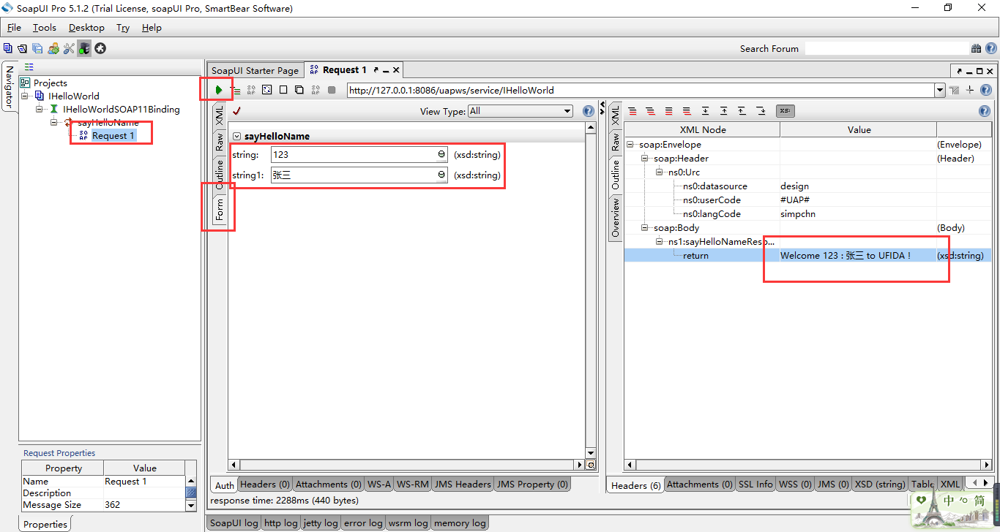 SoapUI Pro 5.1.2 (Trial License, soapUI Pro, SmartBear Software)
File Tools Desktop Try Help
Search Forum
Navigator
Projects
IHelloWorld
IHelloWorldSOAP11Binding
sayHelloName
Request 1
Request Properties
Property Value
Name Request 1
Description
Message Size 362
Properties
SoapUI Starter Page
Request 1
http://127.0.0.1:8086/uapws/service/IHelloWorld
XML
Raw
Outline
Form
View Type: All
sayHelloName
string: 123 (xsd:string)
string1: 张三 (xsd:string)
Auth Headers (0) Attachments (0) WS-A WS-RM JMS Headers JMS Property (0)
response time: 2288ms (440 bytes)
XML
Raw
Outline
Overview
XS:
XML Node Value
soap:Envelope (Envelope)
soap:Header (Header)
ns0:Urc
ns0:datasource design
ns0:userCode #UAP#
ns0:langCode simpchn
soap:Body (Body)
ns1:sayHelloNameRespo...
return Welcome 123 : 张三 to UFIDA ! (xsd:string)
Headers (6) Attachments (0) SSL Info WSS (0) JMS (0) XSD (string) Table XML
SoapUI log http log jetty log error log wsrm log memory log
中 简